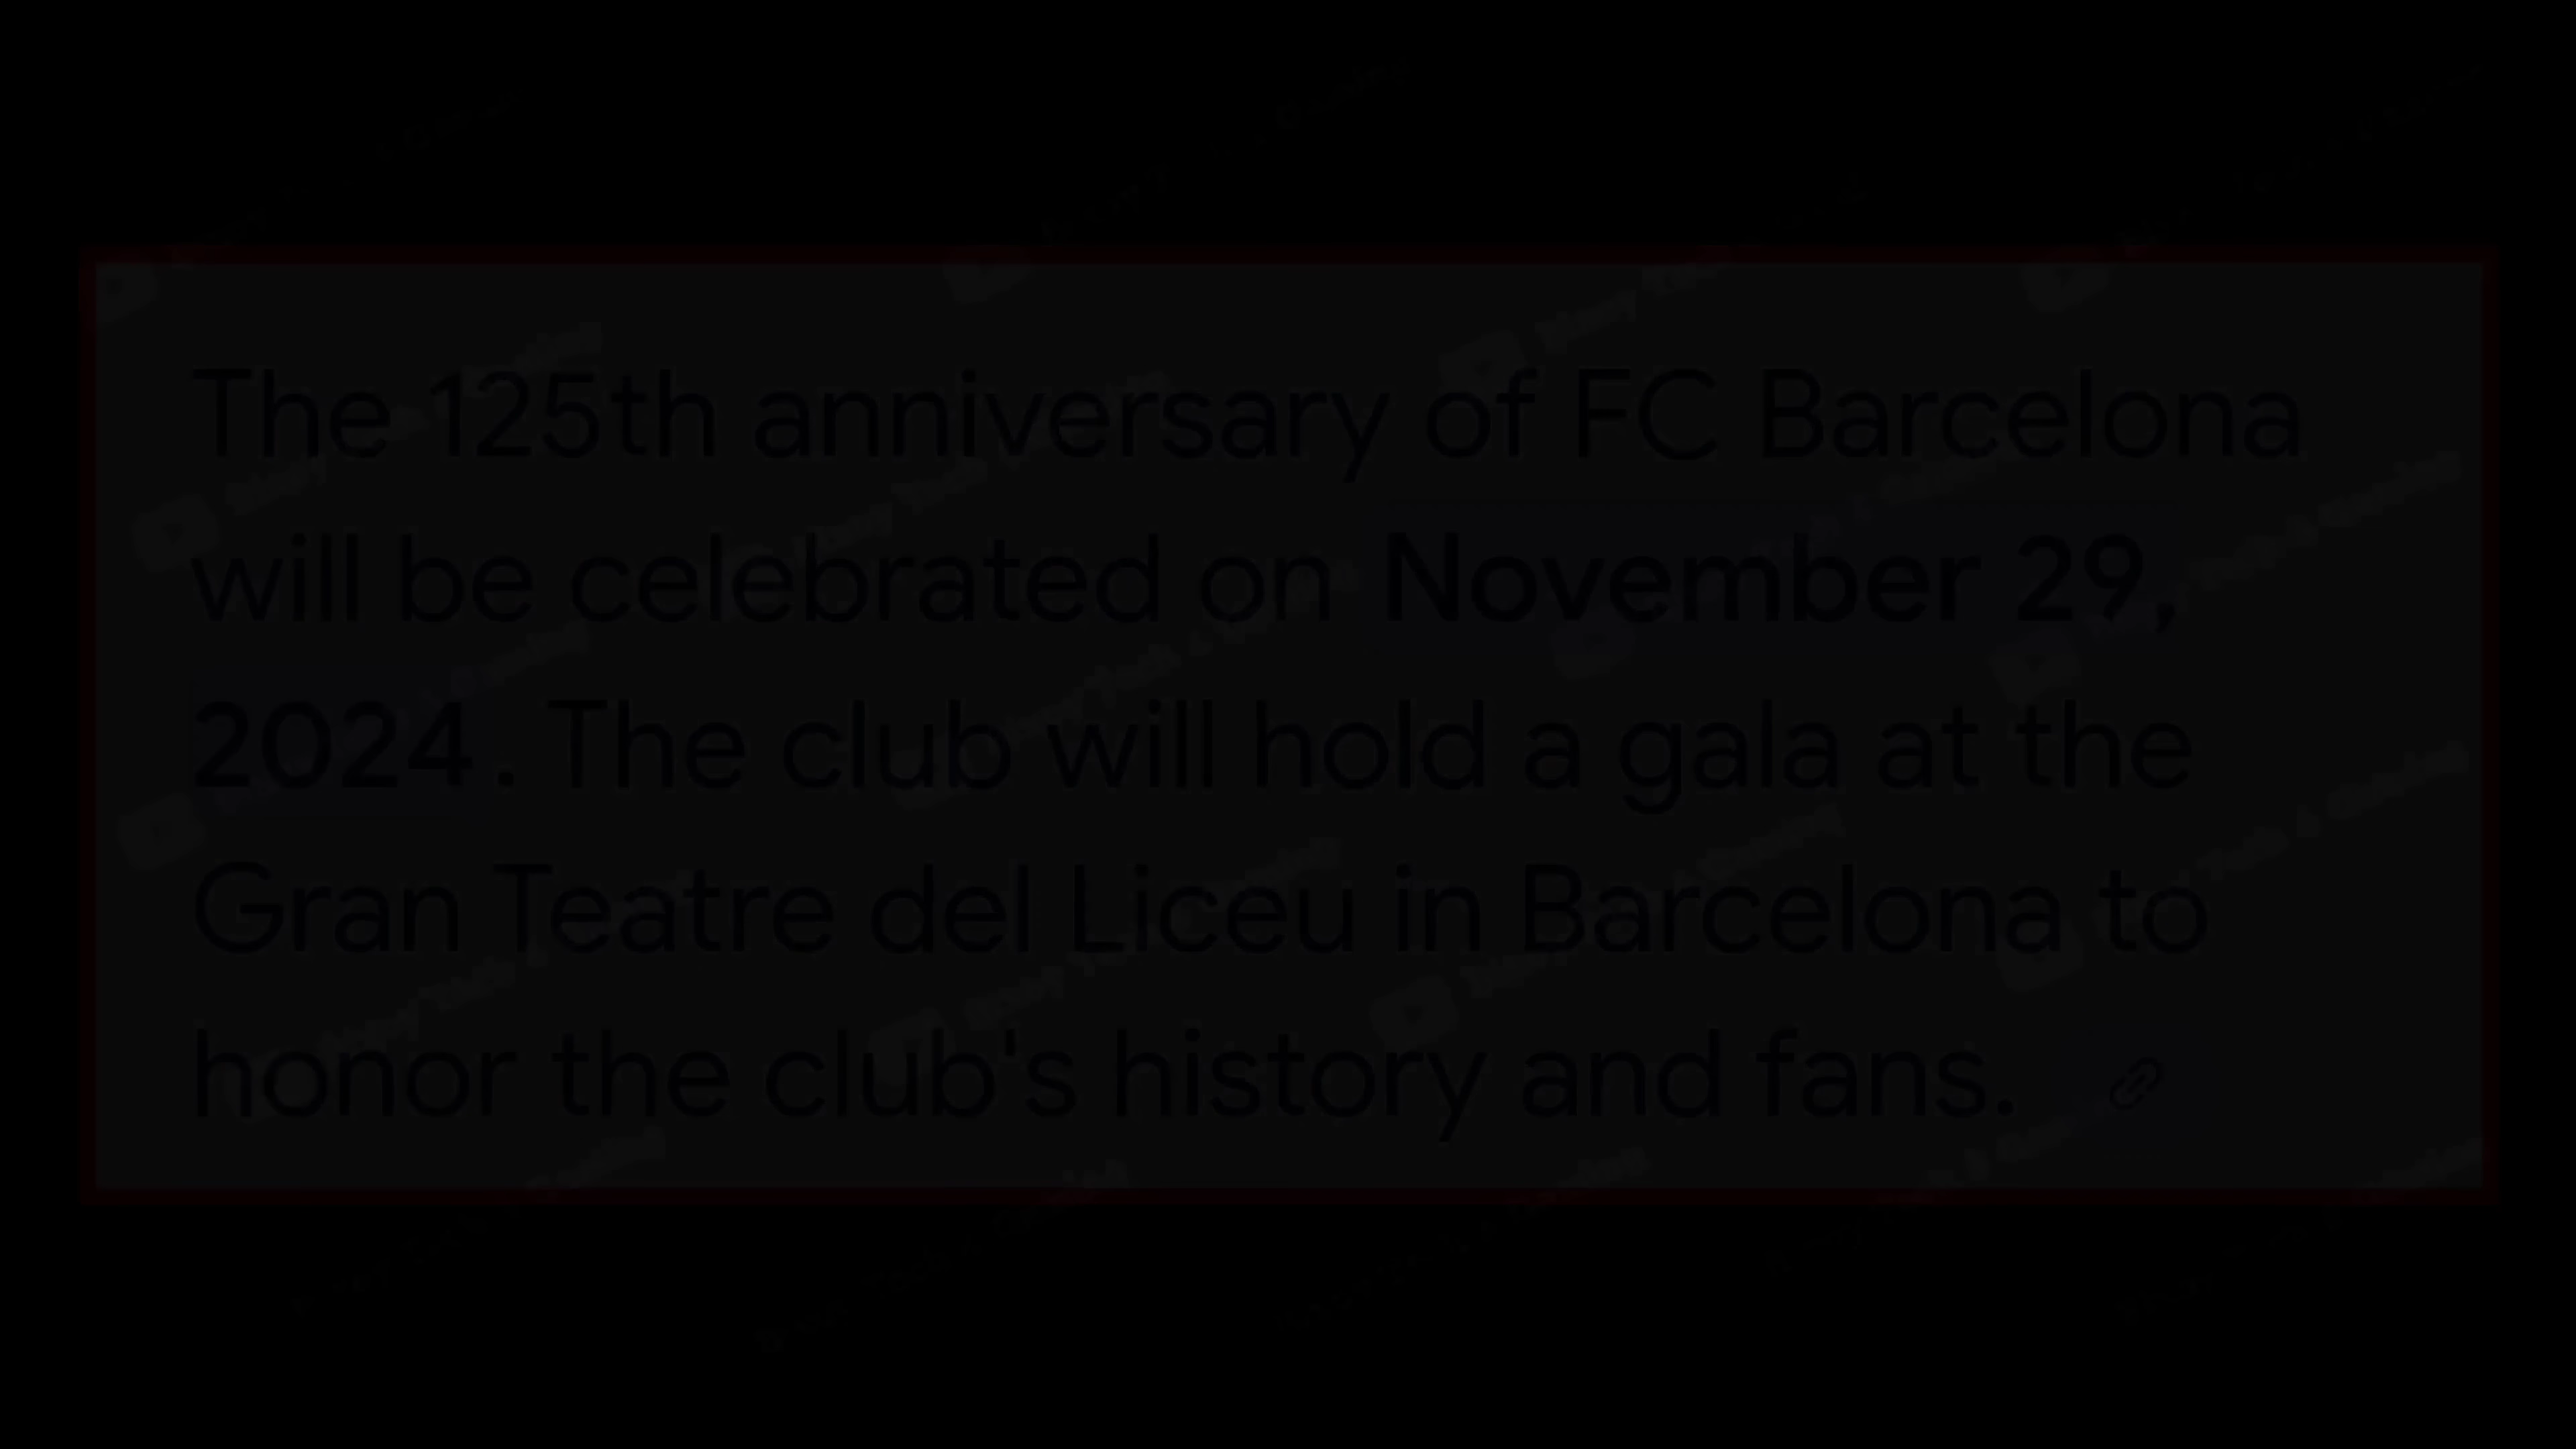 The 125th anniversary of FC Barcelona
will be celebrated on November 29,
2024. The club will hold a gala at the
Gran Teatre del Liceu in Barcelona to
honor the club's history and fans.